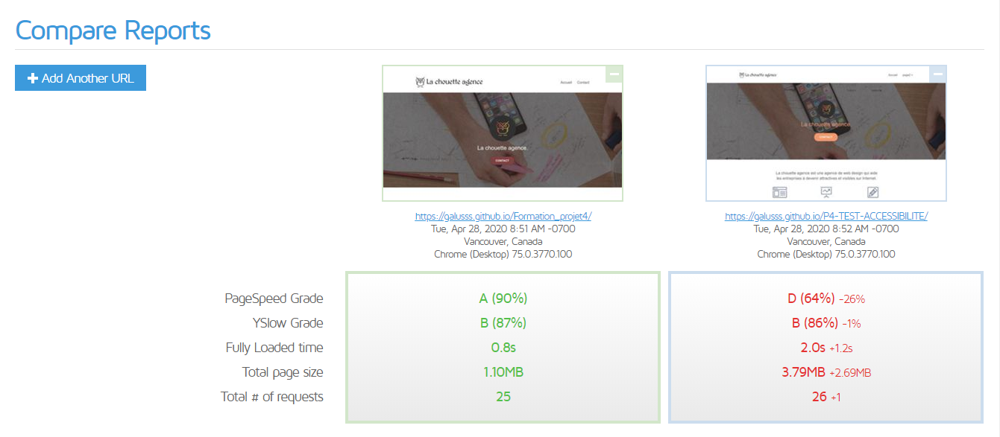 Compare Reports
Add Another URL
La chouette agence
Accueil Contact
La chouette agence.
CONTACT
La chouette agence
Accueil page2
La chouette agence.
CONTACT
La chouette agence est une agence de web design qui aide
les entreprises à devenir attractives et visibles sur Internet.
https://galusss.github.io/Formation_projet4/
Tue, Apr 28, 2020 8:51 AM -0700
Vancouver, Canada
Chrome (Desktop) 75.0.3770.100
https://galusss.github.io/P4-TEST-ACCESSIBILITE/
Tue, Apr 28, 2020 8:52 AM -0700
Vancouver, Canada
Chrome (Desktop) 75.0.3770.100
PageSpeed Grade A (90%) D (64%) -26%
YSlow Grade B (87%) B (86%) -1%
Fully Loaded time 0.8s 2.0s +1.2s
Total page size 1.10MB 3.79MB +2.69MB
Total # of requests 25 26 +1